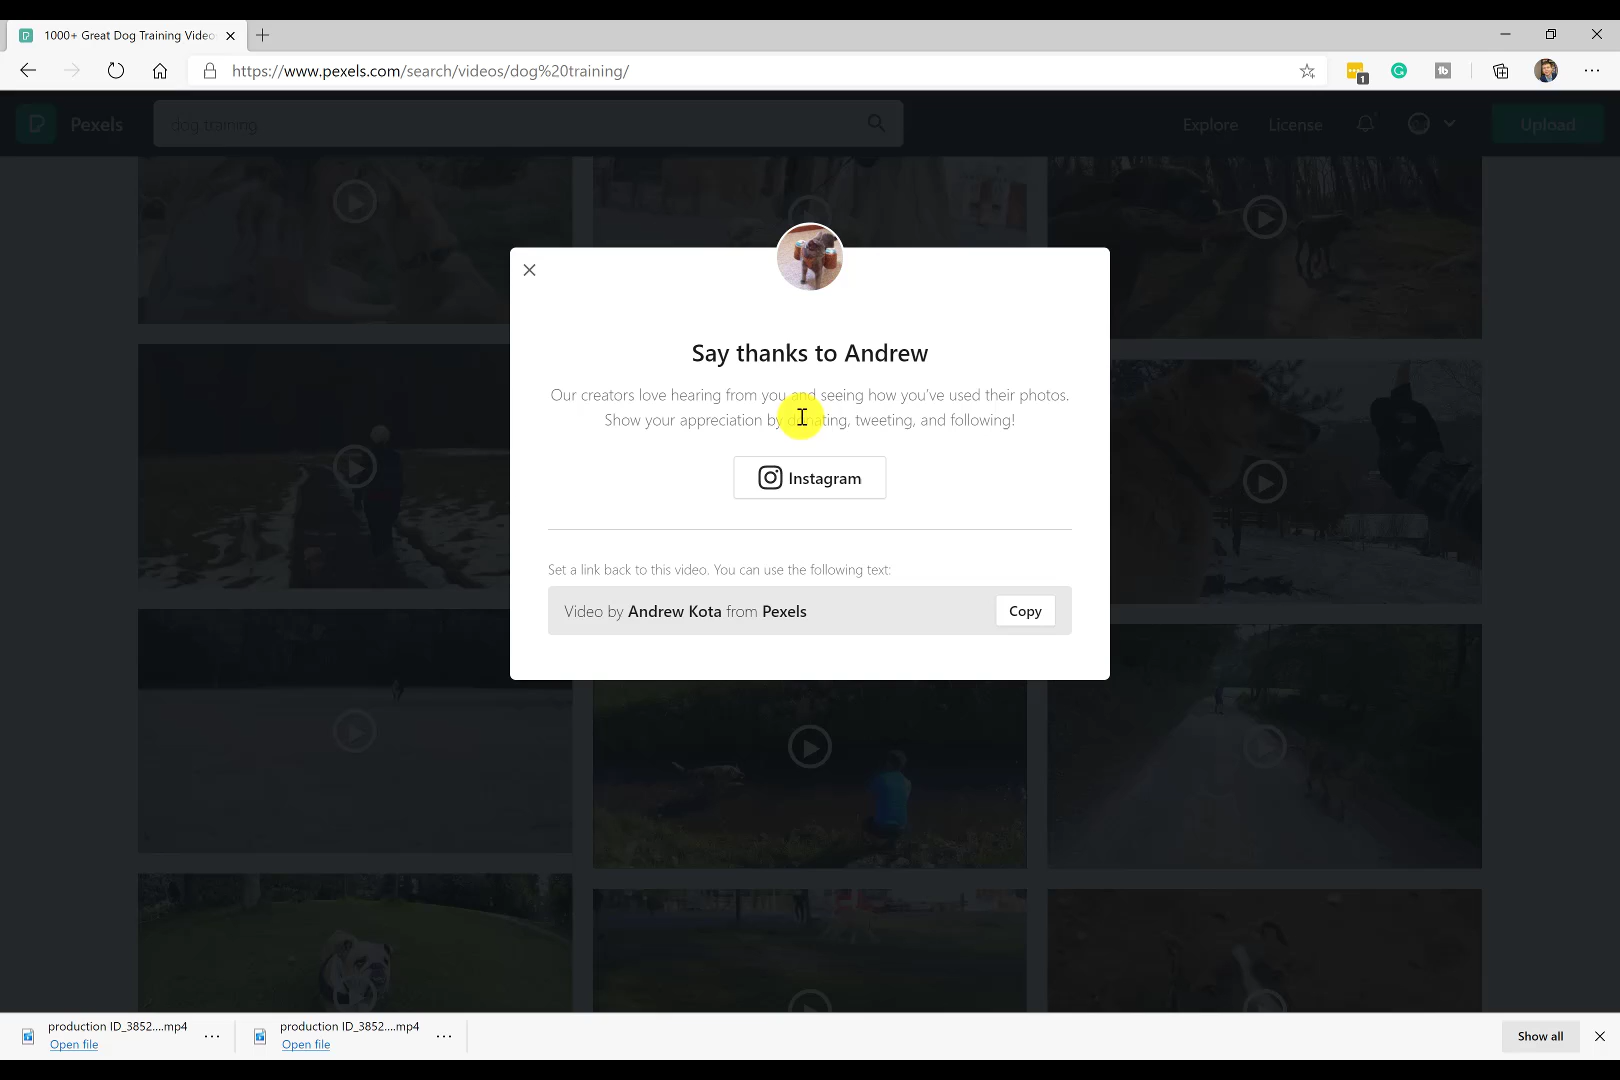 1000+ Great Dog Training Video
https://www.pexels.com/search/videos/dog%20training/
1
tb
Pexels
dog training
Explore
License
Upload
Say thanks to Andrew
Our creators love hearing from you and seeing how you've used their photos.
Show your appreciation by donating, tweeting, and following!
Instagram
Set a link back to this video. You can use the following text:
Video by Andrew Kota from Pexels
Copy
production ID_3852....mp4
Open file
production ID_3852....mp4
Open file
Show all